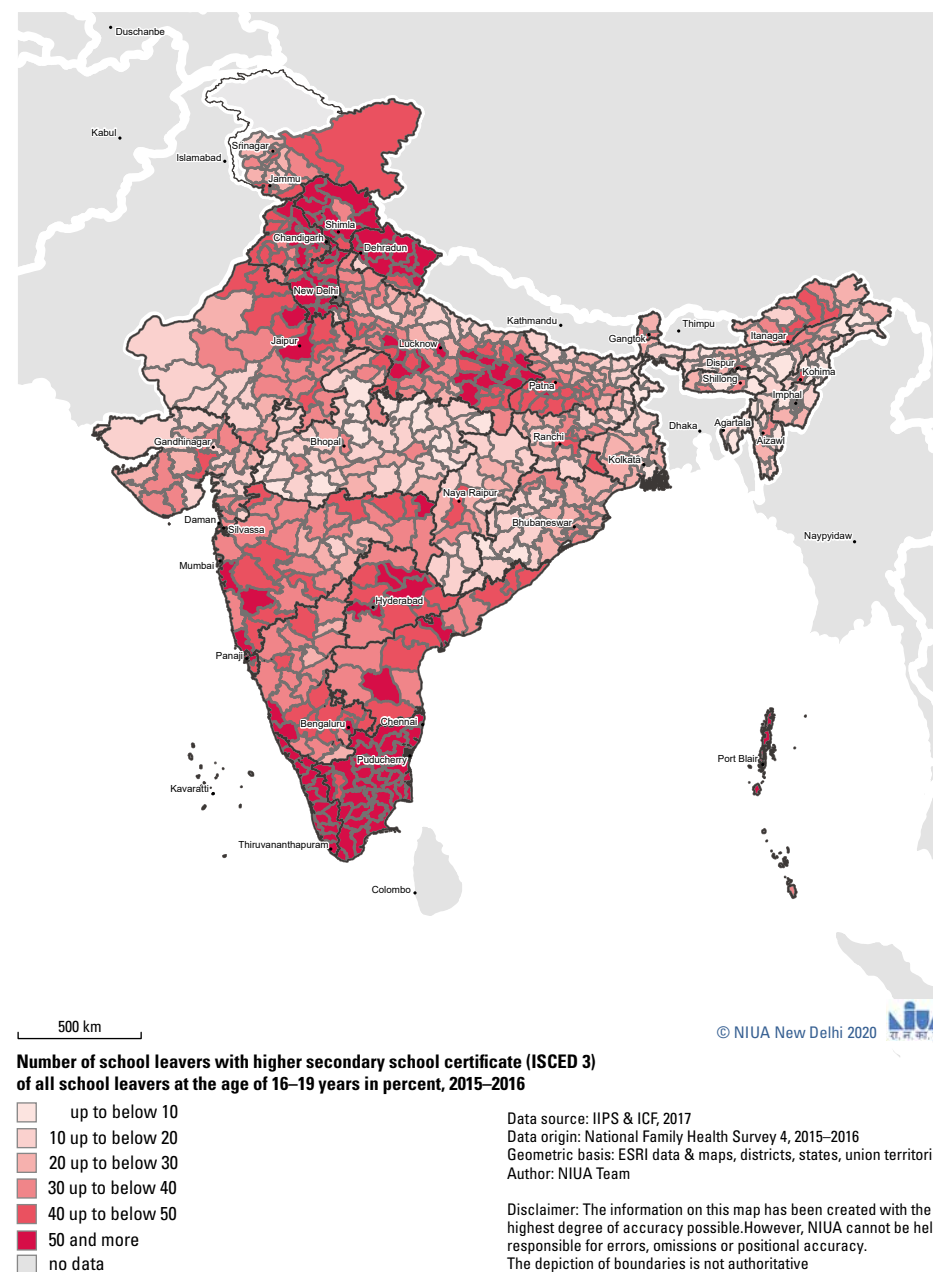 Duschanbe
Kabul
Srinagar
Islamabad
Jammu
Shimla
Chandigarh
Dehradun
New Delhi
Kathmandu
Thimpu
Gangtok
Itanagar
Jaipur
Lucknow
Dispur
Kohima
Shillong
Patna
Imphal
Dhaka
Agartala
Gandhinagar
Bhopal
Ranchi
Aizawl
Kolkata
Naya Raipur
Daman
Silvassa
Bhubaneswar
Naypyidaw
Mumbai
Hyderabad
Panaji
Bengaluru
Chennai
Puducherry
Port Blair
Kavaratti
Thiruvananthapuram
Colombo
500 km
© NIUA New Delhi 2020
Number of school leavers with higher secondary school certificate (ISCED 3)
of all school leavers at the age of 16–19 years in percent, 2015–2016
up to below 10
10 up to below 20
20 up to below 30
30 up to below 40
40 up to below 50
50 and more
no data
Data source: IIPS & ICF, 2017
Data origin: National Family Health Survey 4, 2015–2016
Geometric basis: ESRI data & maps, districts, states, union territori
Author: NIUA Team
Disclaimer: The information on this map has been created with the
highest degree of accuracy possible.However, NIUA cannot be hel
responsible for errors, omissions or positional accuracy.
The depiction of boundaries is not authoritative